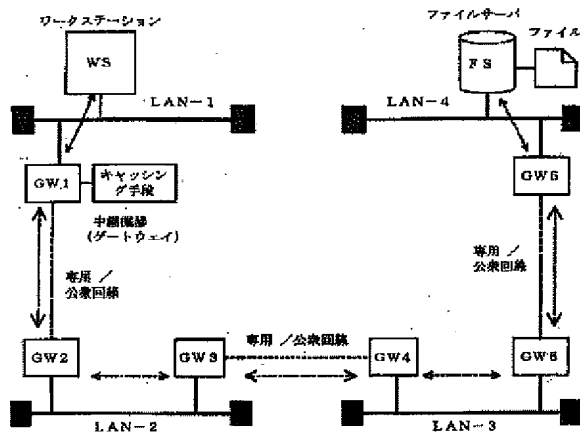 ワークステーション
WS
LAN-1
GW1
キャッシン
グ手段
中継機器
(ゲートウェイ)
専用 /
公衆回線
GW2
GW3
LAN-2
専用 /公衆回線
ファイルサーバ
ファイル
FS
LAN-4
GW6
専用 /
公衆回線
GW4
GW5
LAN-3